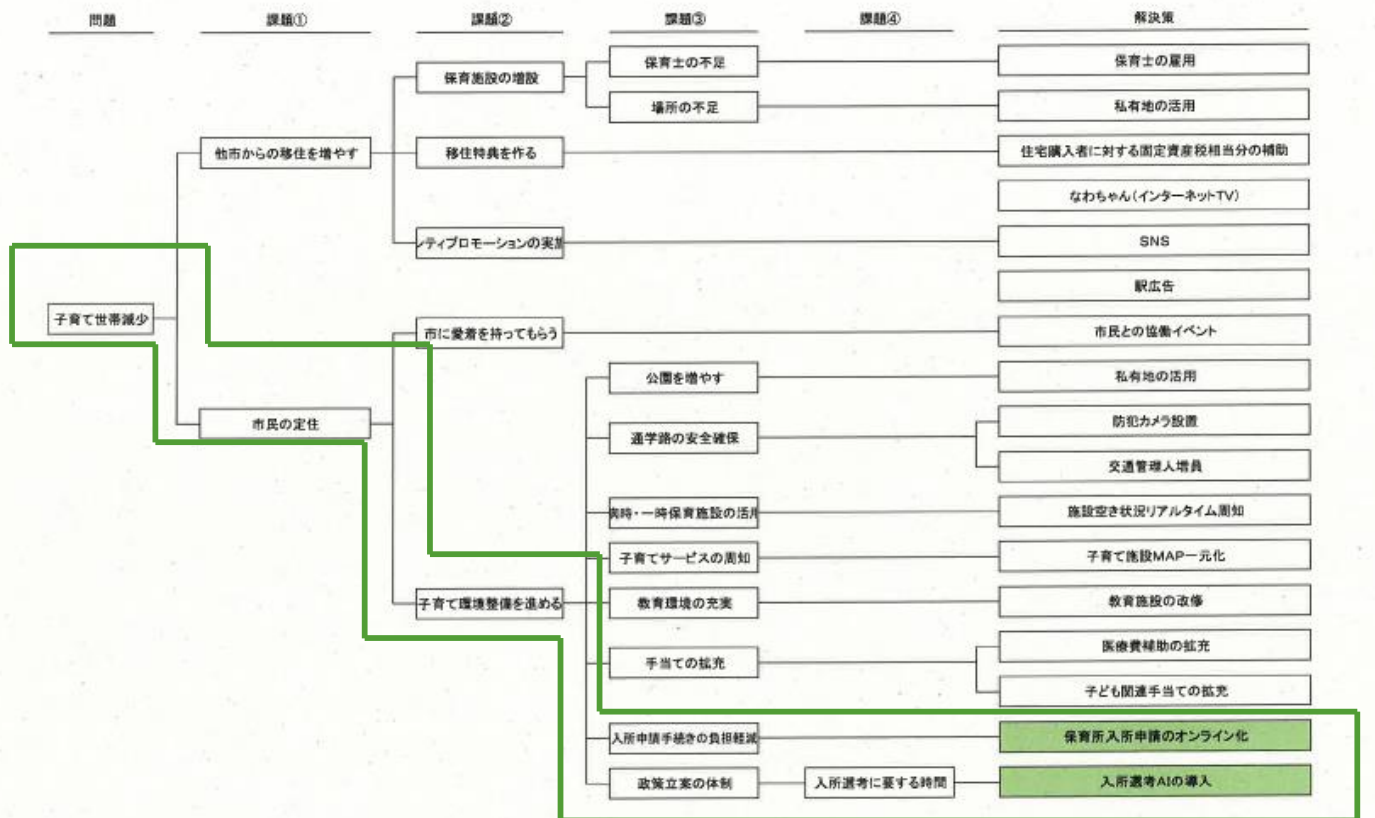 問題 課題① 課題② 課題③ 課題④ 解決策
保育施設の増設 保育士の不足 保育士の雇用
場所の不足 私有地の活用
他市からの移住を増やす 移住特典を作る 住宅購入者に対する固定資産税相当分の補助
なわちゃん(インターネットTV)
ティプロモーションの実施 SNS
駅広告
子育て世帯減少 市に愛着を持ってもらう 市民との協働イベント
公園を増やす 私有地の活用
市民の定住 通学路の安全確保 防犯カメラ設置
交通管理人増員
時・一時保育施設の活用 施設空き状況リアルタイム周知
子育てサービスの周知 子育て施設MAP一元化
子育て環境整備を進める 教育環境の充実 教育施設の改修
手当ての拡充 医療費補助の拡充
子ども関連手当ての拡充
入所申請手続きの負担軽減 保育所入所申請のオンライン化
政策立案の体制 入所選考に要する時間 入所選考AIの導入